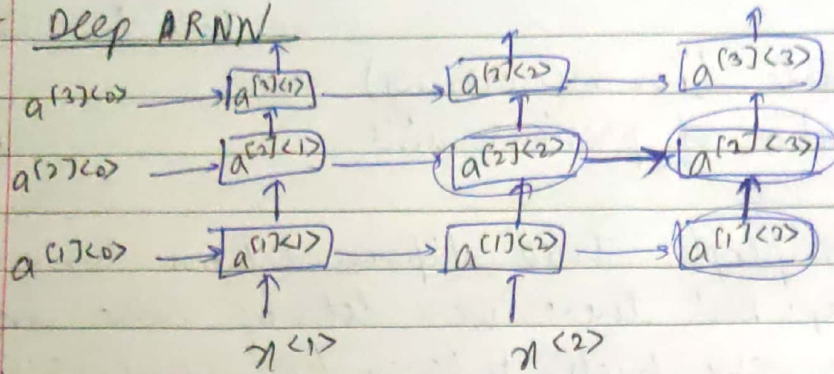 Deep RNN
a[3]<0> a[3]<1> a[3]<2> a[3]<3>
a[2]<0> a[2]<1> a[2]<2> a[2]<3>
a[1]<0> a[1]<1> a[1]<2> a[1]<3>
x<1> x<2>